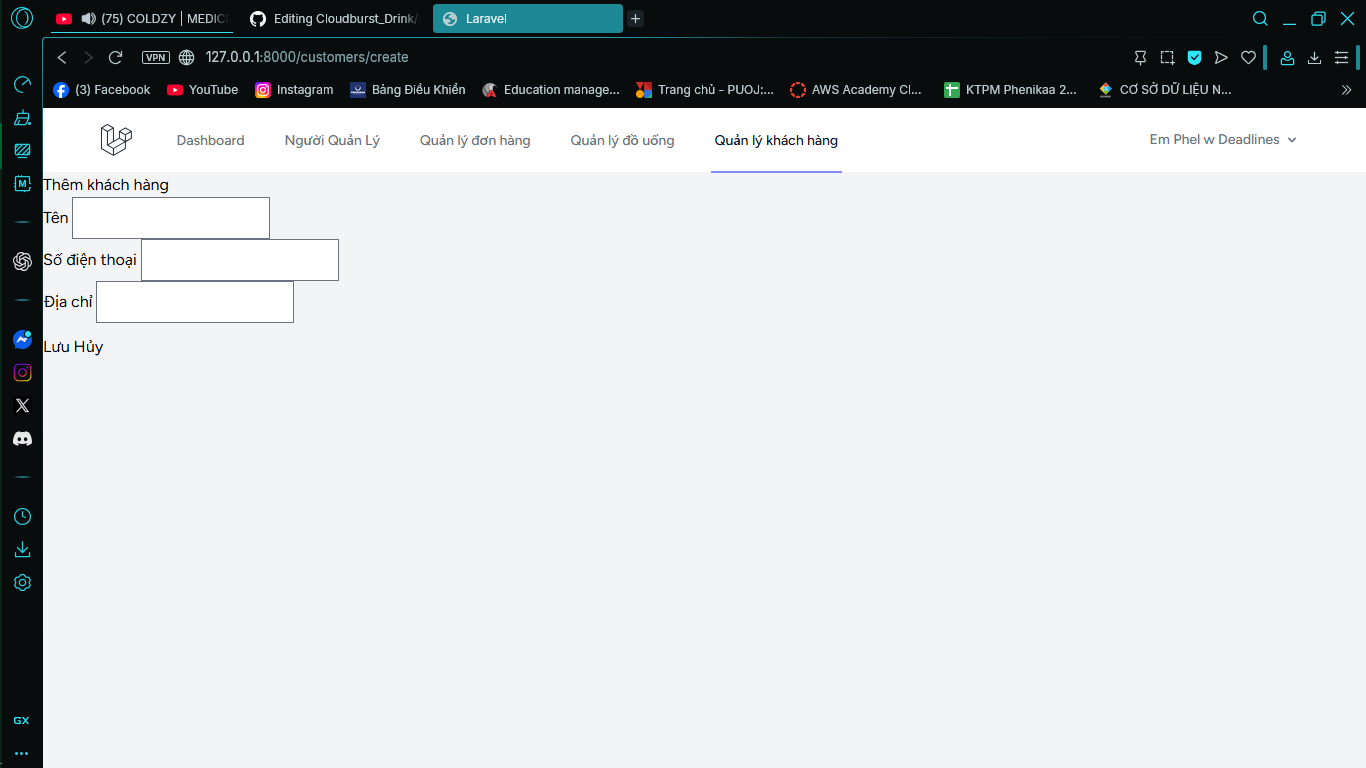 (75) COLDZY | MEDIC
Editing Cloudburst_Drink/
Laravel
VPN
127.0.0.1:8000/customers/create
(3) Facebook
YouTube
Instagram
Bảng Điều Khiển
Education manage...
Trang chủ - PUOJ:...
AWS Academy Cl...
KTPM Phenikaa 2...
CƠ SỞ DỮ LIỆU N...
Dashboard
Người Quản Lý
Quản lý đơn hàng
Quản lý đồ uống
Quản lý khách hàng
Em Phel w Deadlines
Thêm khách hàng
Tên
Số điện thoại
Địa chỉ
Lưu Hủy
M
GX